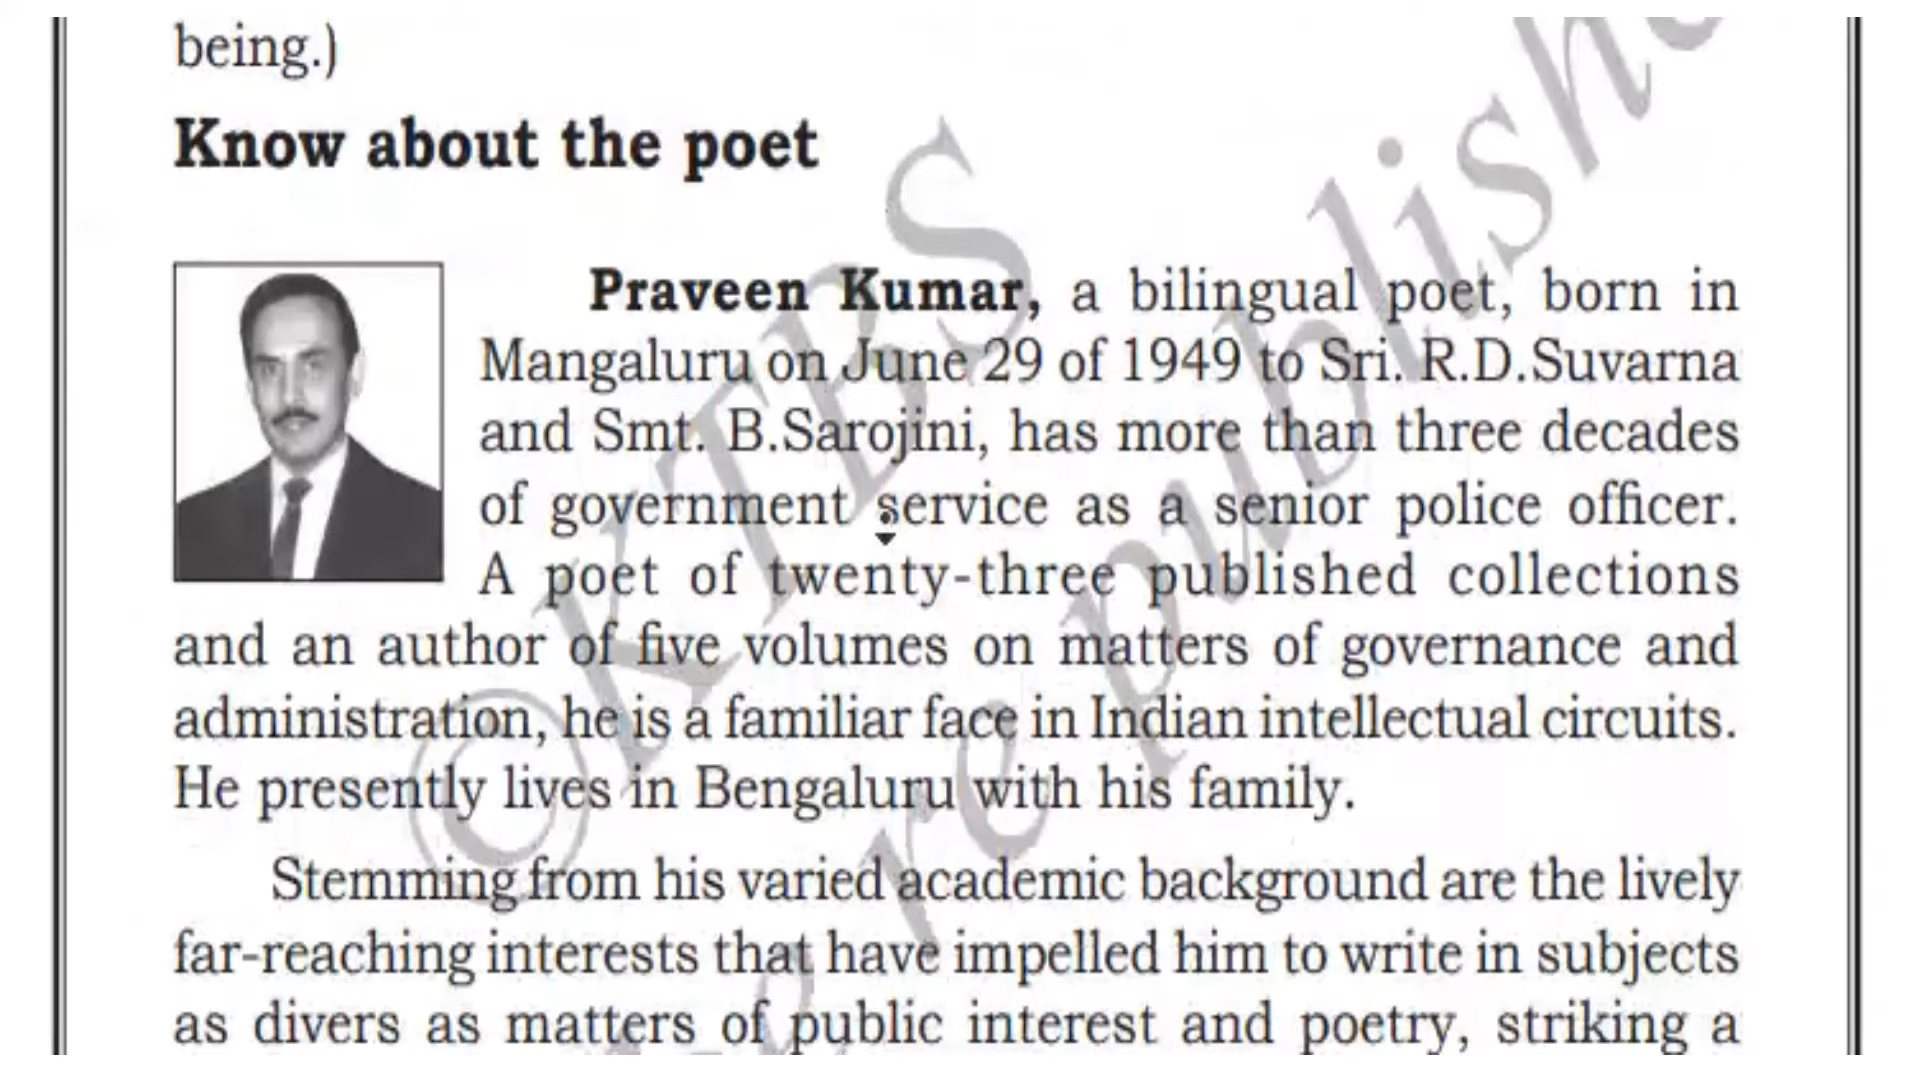 being.)
Know about the poet
Praveen Kumar, a bilingual poet, born in
Mangaluru on June 29 of 1949 to Sri. R.D.Suvarna
and Smt. B.Sarojini, has more than three decades
of government service as a senior police officer.
A poet of twenty-three published collections
and an author of five volumes on matters of governance and
administration, he is a familiar face in Indian intellectual circuits.
He presently lives in Bengaluru with his family.
Stemming from his varied academic background are the lively
far-reaching interests that have impelled him to write in subjects
as divers as matters of public interest and poetry, striking a
©KTBS
re publishe